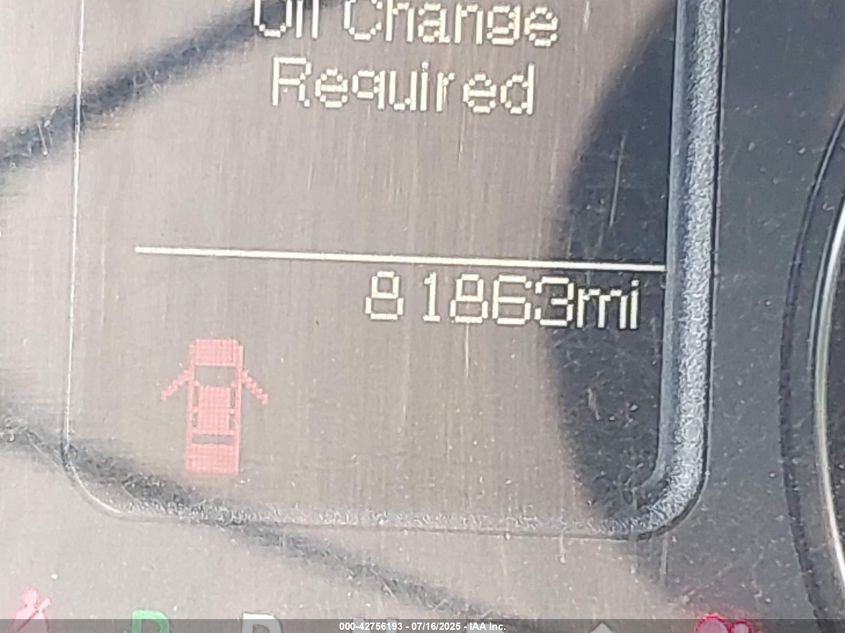 Oil Change
Required
81863mi
P
D
000-42756193 - 07/16/2025 - IAA Inc.